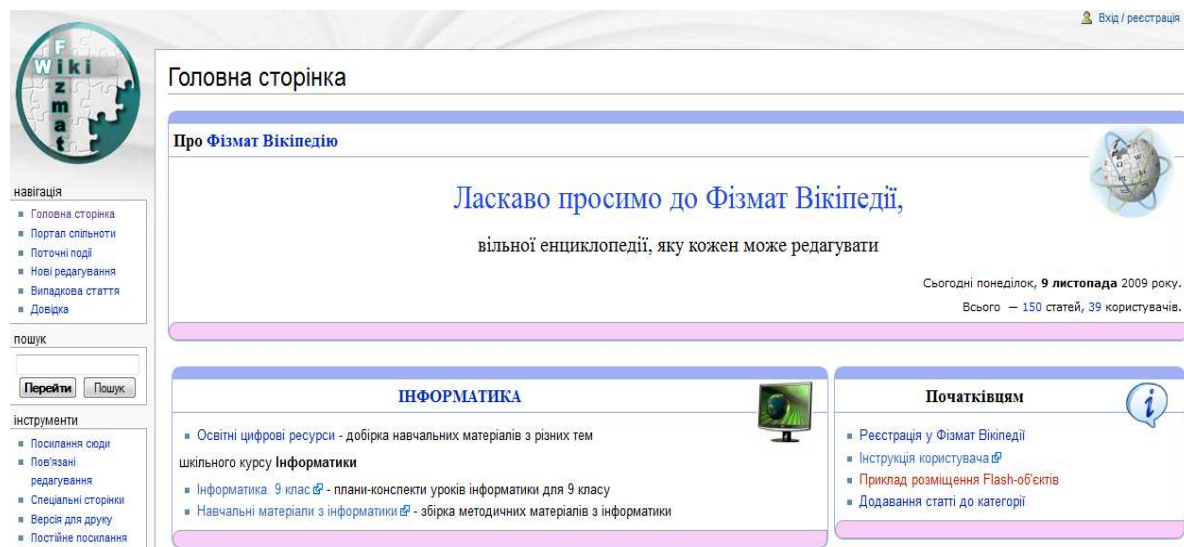 Вхід / реєстрація
F
Wiki
z
m
a
t
Головна сторінка
Про Фізмат Вікіпедію
Ласкаво просимо до Фізмат Вікіпедії,
вільної енциклопедії, яку кожен може редагувати
Сьогодні понеділок, 9 листопада 2009 року.
Всього — 150 статей, 39 користувачів.
навігація
Головна сторінка
Портал спільноти
Поточні події
Нові редагування
Випадкова стаття
Довідка
пошук
Перейти Пошук
інструменти
Посилання сюди
Пов'язані
редагування
Спеціальні сторінки
Версія для друку
Постійне посилання
ІНФОРМАТИКА
Освітні цифрові ресурси - добірка навчальних матеріалів з різних тем
шкільного курсу Інформатики
Інформатика. 9 клас - плани-конспекти уроків інформатики для 9 класу
Навчальні матеріали з інформатики - збірка методичних матеріалів з інформатики
Початківцям
Реєстрація у Фізмат Вікіпедії
Інструкція користувача
Приклад розміщення Flash-об'єктів
Додавання статті до категорії